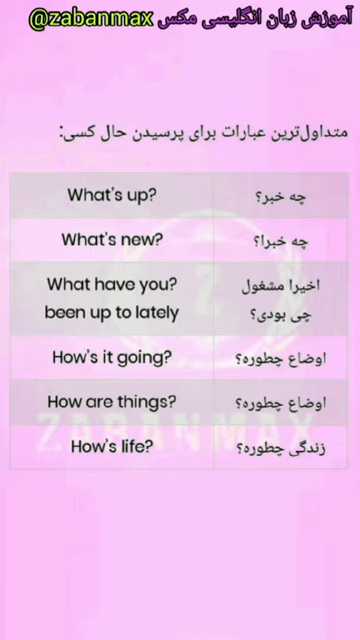 آموزش زبان انگلیسی مکس @zabanmax
متداول‌ترین عبارات برای پرسیدن حال کسی:
What's up? چه خبر؟
What's new? چه خبرا؟
What have you? اخیرا مشغول
been up to lately چی بودی؟
How's it going? اوضاع چطوره؟
How are things? اوضاع چطوره؟
How's life? زندگی چطوره؟
Z
ZABANMAX